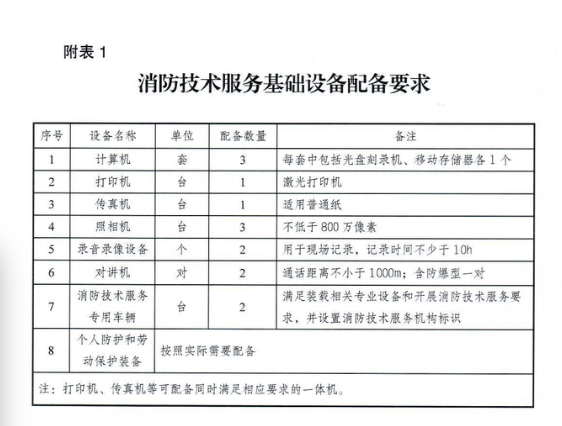 附表 1
消防技术服务基础设备配备要求
序号 设备名称 单位 配备数量 备注
1 计算机 套 3 每套中包括光盘刻录机、移动存储器各 1 个
2 打印机 台 1 激光打印机
3 传真机 台 1 适用普通纸
4 照相机 台 3 不低于 800 万像素
5 录音录像设备 个 2 用于现场记录，记录时间不少于 10h
6 对讲机 对 2 通话距离不小于 1000m；含防爆型一对
7 消防技术服务专用车辆 台 2 满足装载相关专业设备和开展消防技术服务要求，并设置消防技术服务机构标识
8 个人防护和劳动保护装备 按照实际需要配备
注：打印机、传真机等可配备同时满足相应要求的一体机。